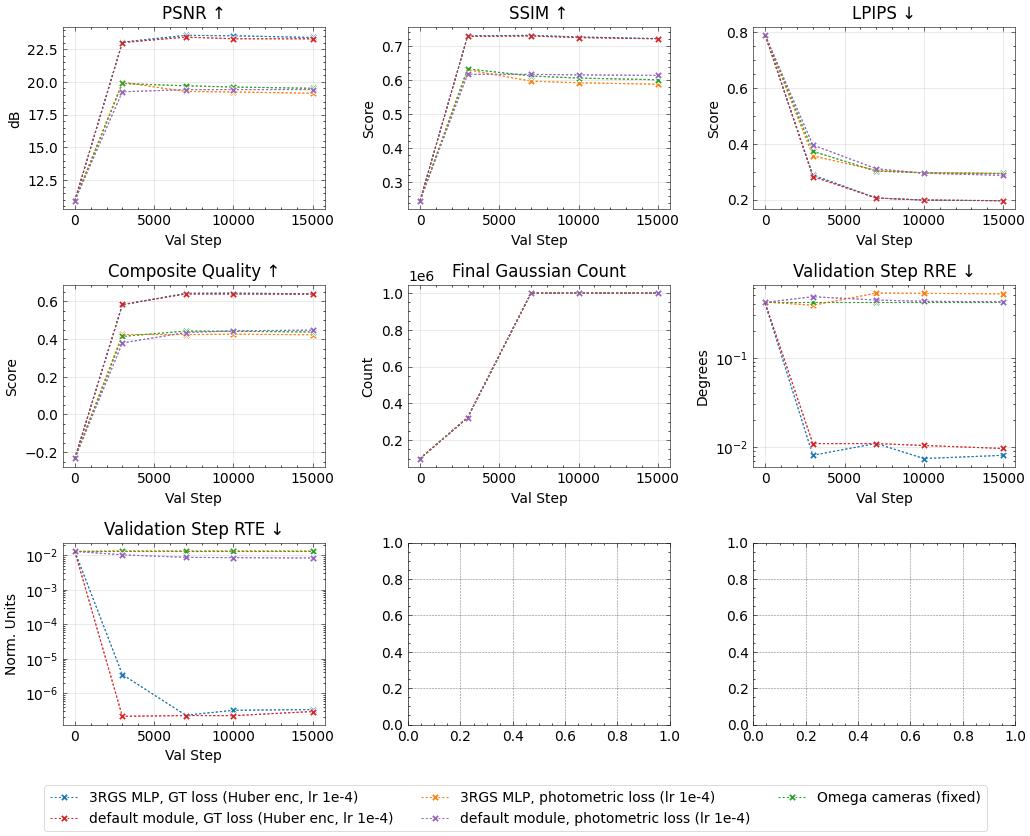 PSNR ↑
SSIM ↑
LPIPS ↓
22.5
20.0
17.5
15.0
12.5
dB
0 5000 10000 15000
Val Step
0.7
0.6
0.5
0.4
0.3
Score
0 5000 10000 15000
Val Step
0.8
0.6
0.4
0.2
Score
0 5000 10000 15000
Val Step
Composite Quality ↑
Final Gaussian Count
Validation Step RRE ↓
0.6
0.4
0.2
0.0
−0.2
Score
0 5000 10000 15000
Val Step
1e6
1.0
0.8
0.6
0.4
0.2
Count
0 5000 10000 15000
Val Step
10⁻¹
10⁻²
Degrees
0 5000 10000 15000
Val Step
Validation Step RTE ↓
10⁻²
10⁻³
10⁻⁴
10⁻⁵
10⁻⁶
Norm. Units
0 5000 10000 15000
Val Step
1.0
0.8
0.6
0.4
0.2
0.0
0.0 0.2 0.4 0.6 0.8 1.0
1.0
0.8
0.6
0.4
0.2
0.0
0.0 0.2 0.4 0.6 0.8 1.0
3RGS MLP, GT loss (Huber enc, lr 1e-4)
default module, GT loss (Huber enc, lr 1e-4)
3RGS MLP, photometric loss (lr 1e-4)
default module, photometric loss (lr 1e-4)
Omega cameras (fixed)